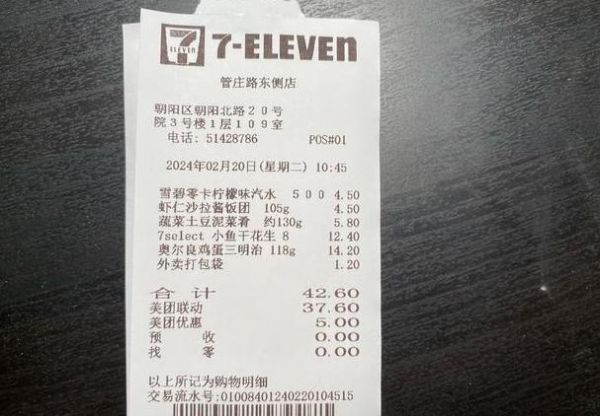 7-ELEVEN
7-ELEVEn
管庄路东侧店
朝阳区朝阳北路20号
院3号楼1层109室
电话: 51428786 POS#01
2024年02月20日(星期二) 10:45
雪碧零卡柠檬味汽水 500 4.50
虾仁沙拉酱饭团 105g 4.50
蔬菜土豆泥菜肴 约130g 5.80
7select 小鱼干花生 8 12.40
奥尔良鸡蛋三明治 118g 14.20
外卖打包袋 1.20
合计 42.60
美团联动 37.60
美团优惠 5.00
预收 0.00
找零 0.00
以上所记为购物明细
交易流水号:01008401240220104515